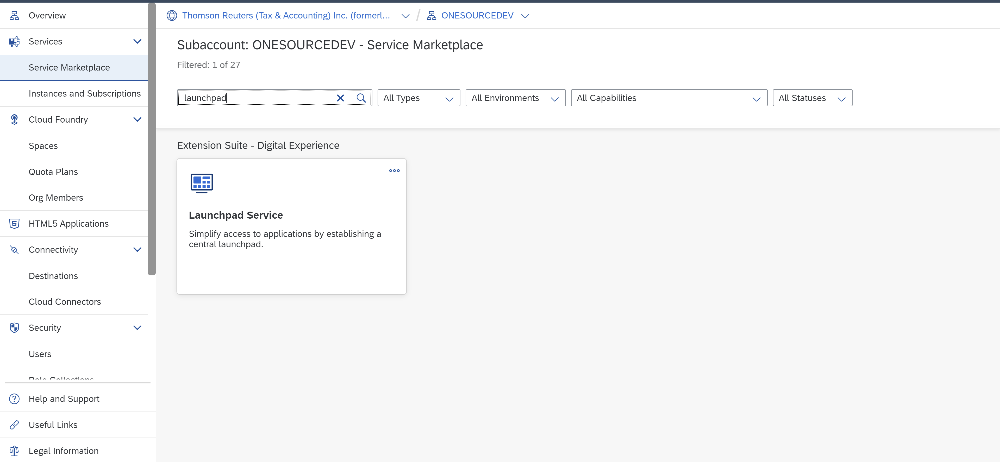 Overview
Services
Service Marketplace
Instances and Subscriptions
Cloud Foundry
Spaces
Quota Plans
Org Members
HTML5 Applications
Connectivity
Destinations
Cloud Connectors
Security
Users
Role Collections
Help and Support
Useful Links
Legal Information
Thomson Reuters (Tax & Accounting) Inc. (formerl... / ONESOURCEDEV
Subaccount: ONESOURCEDEV - Service Marketplace
Filtered: 1 of 27
launchpad All Types All Environments All Capabilities All Statuses
Extension Suite - Digital Experience
Launchpad Service
Simplify access to applications by establishing a
central launchpad.